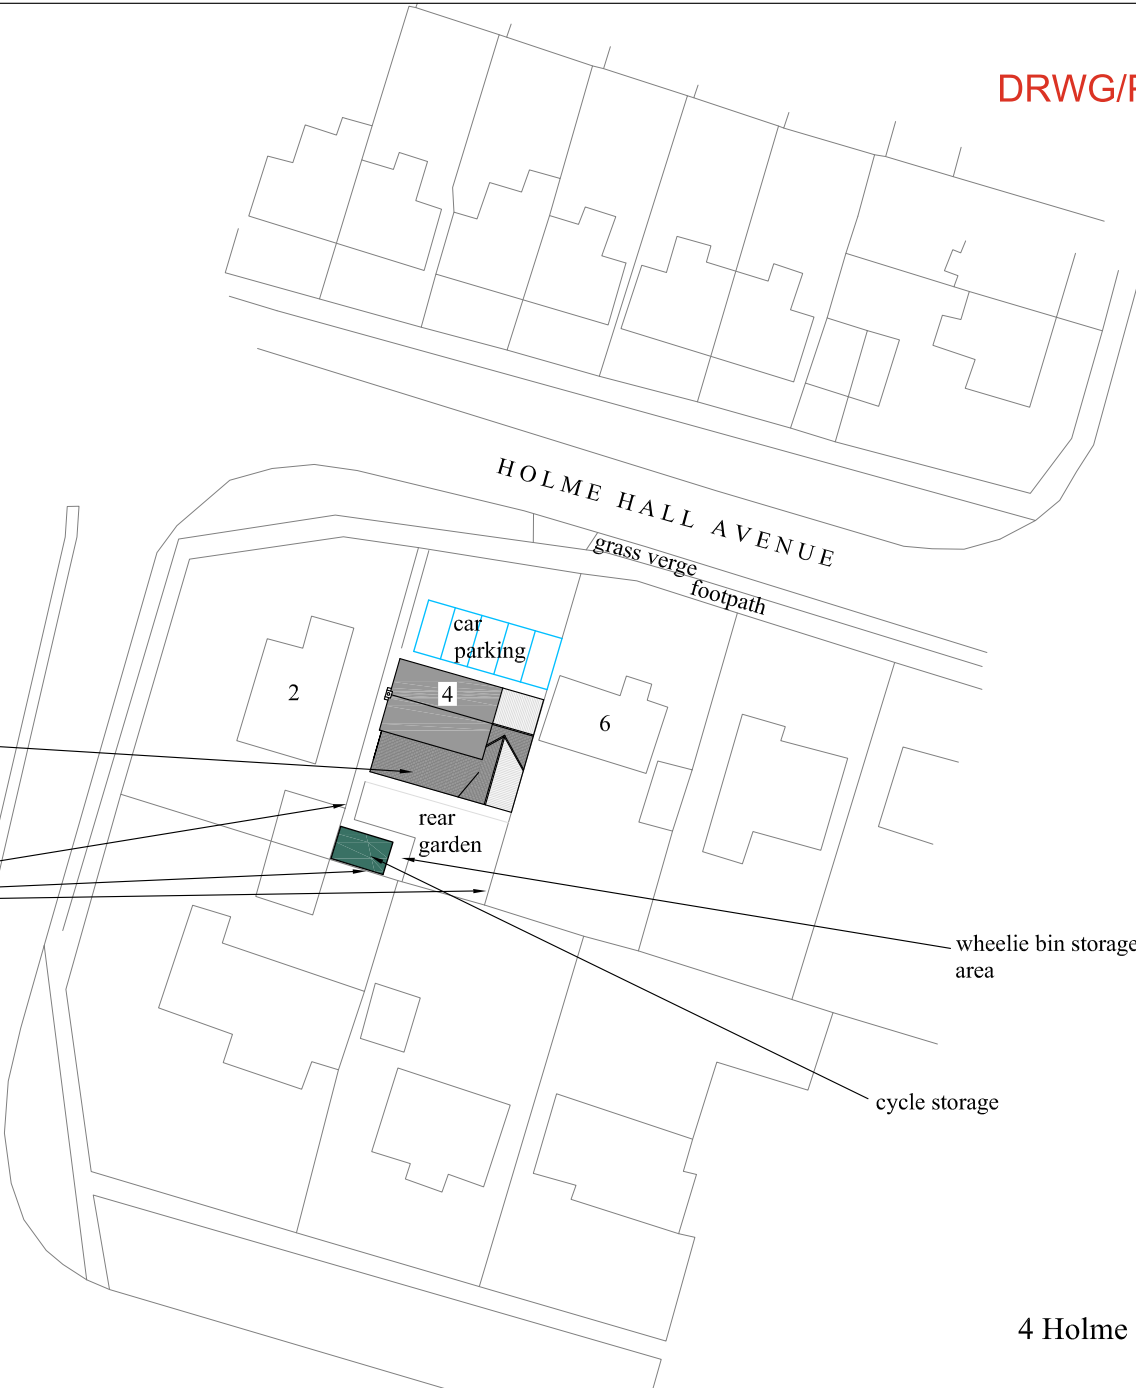 DRWG/
HOLME HALL AVENUE
grass verge
footpath
car
parking
4
2
6
rear
garden
wheelie bin storage
area
cycle storage
4 Holme